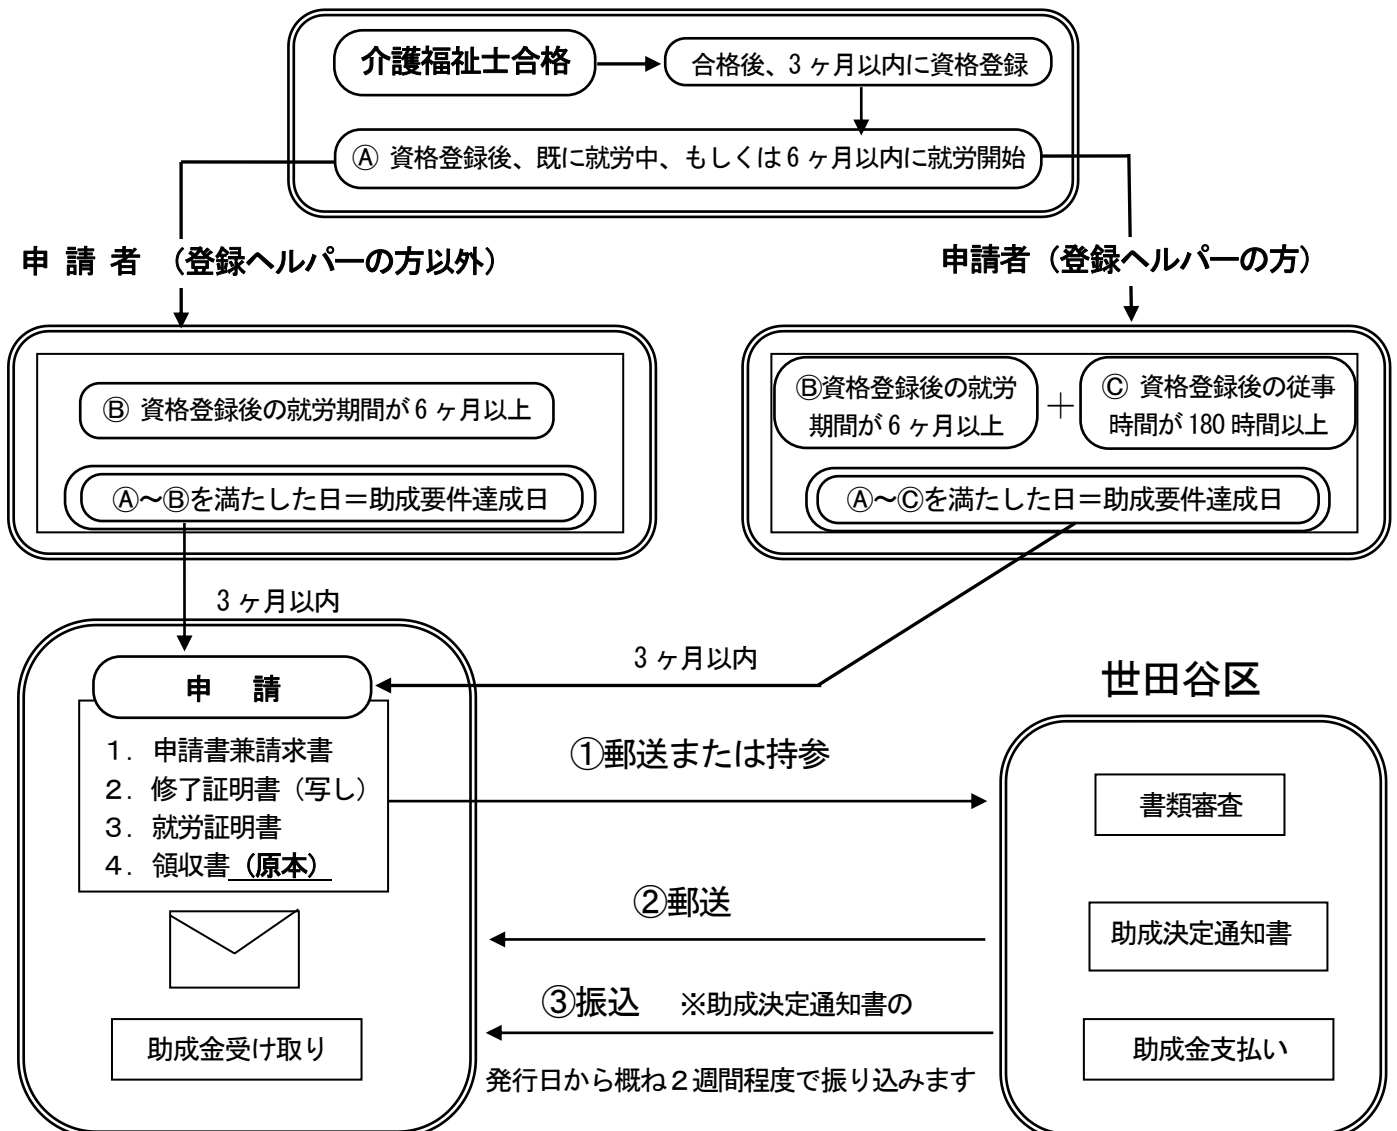 介護福祉士合格
合格後、3ヶ月以内に資格登録
Ⓐ 資格登録後、既に就労中、もしくは6ヶ月以内に就労開始
申 請 者 （登録ヘルパーの方以外）
申請者（登録ヘルパーの方）
Ⓑ 資格登録後の就労期間が6ヶ月以上
Ⓐ～Ⓑを満たした日＝助成要件達成日
Ⓑ資格登録後の就労
期間が6ヶ月以上
＋
Ⓒ 資格登録後の従事
時間が180時間以上
Ⓐ～Ⓒを満たした日＝助成要件達成日
3ヶ月以内
3ヶ月以内
申 請
１．申請書兼請求書
２．修了証明書（写し）
３．就労証明書
４．領収書（原本）
助成金受け取り
①郵送または持参
②郵送
③振込 ※助成決定通知書の
発行日から概ね２週間程度で振り込みます
世田谷区
書類審査
助成決定通知書
助成金支払い